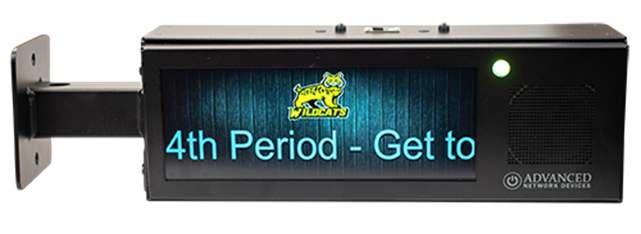 WILDCATS
4th Period - Get to
ADVANCED
NETWORK DEVICES